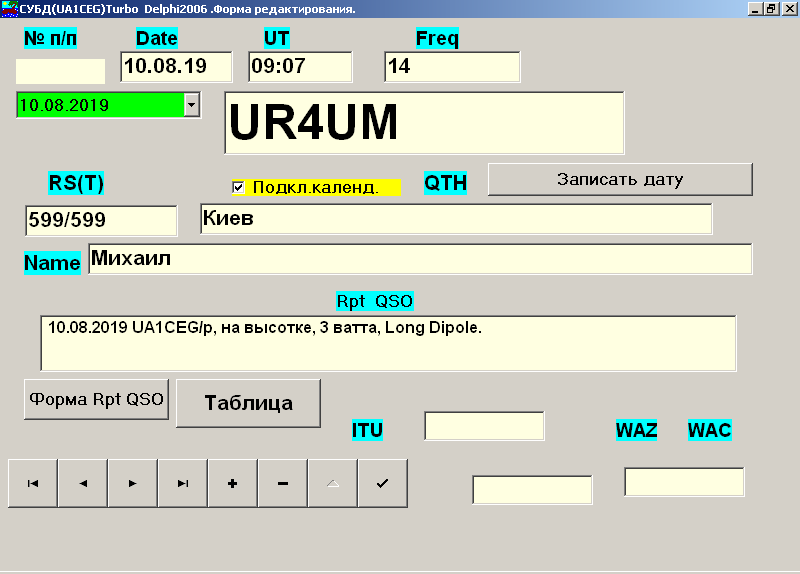 СУБД(UA1CEG)Turbo Delphi2006 .Форма редактирования.
№ п/п Date UT Freq
10.08.19 09:07 14
10.08.2019
UR4UM
RS(T) Подкл.календ. QTH Записать дату
599/599 Киев
Name Михаил
Rpt QSO
10.08.2019 UA1CEG/p, на высотке, 3 ватта, Long Dipole.
Форма Rpt QSO Таблица
ITU WAZ WAC